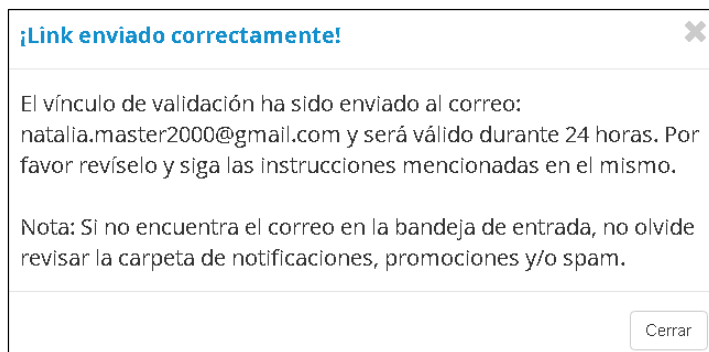 ¡Link enviado correctamente!
El vínculo de validación ha sido enviado al correo:
natalia.master2000@gmail.com y será válido durante 24 horas. Por
favor revíselo y siga las instrucciones mencionadas en el mismo.
Nota: Si no encuentra el correo en la bandeja de entrada, no olvide
revisar la carpeta de notificaciones, promociones y/o spam.
Cerrar